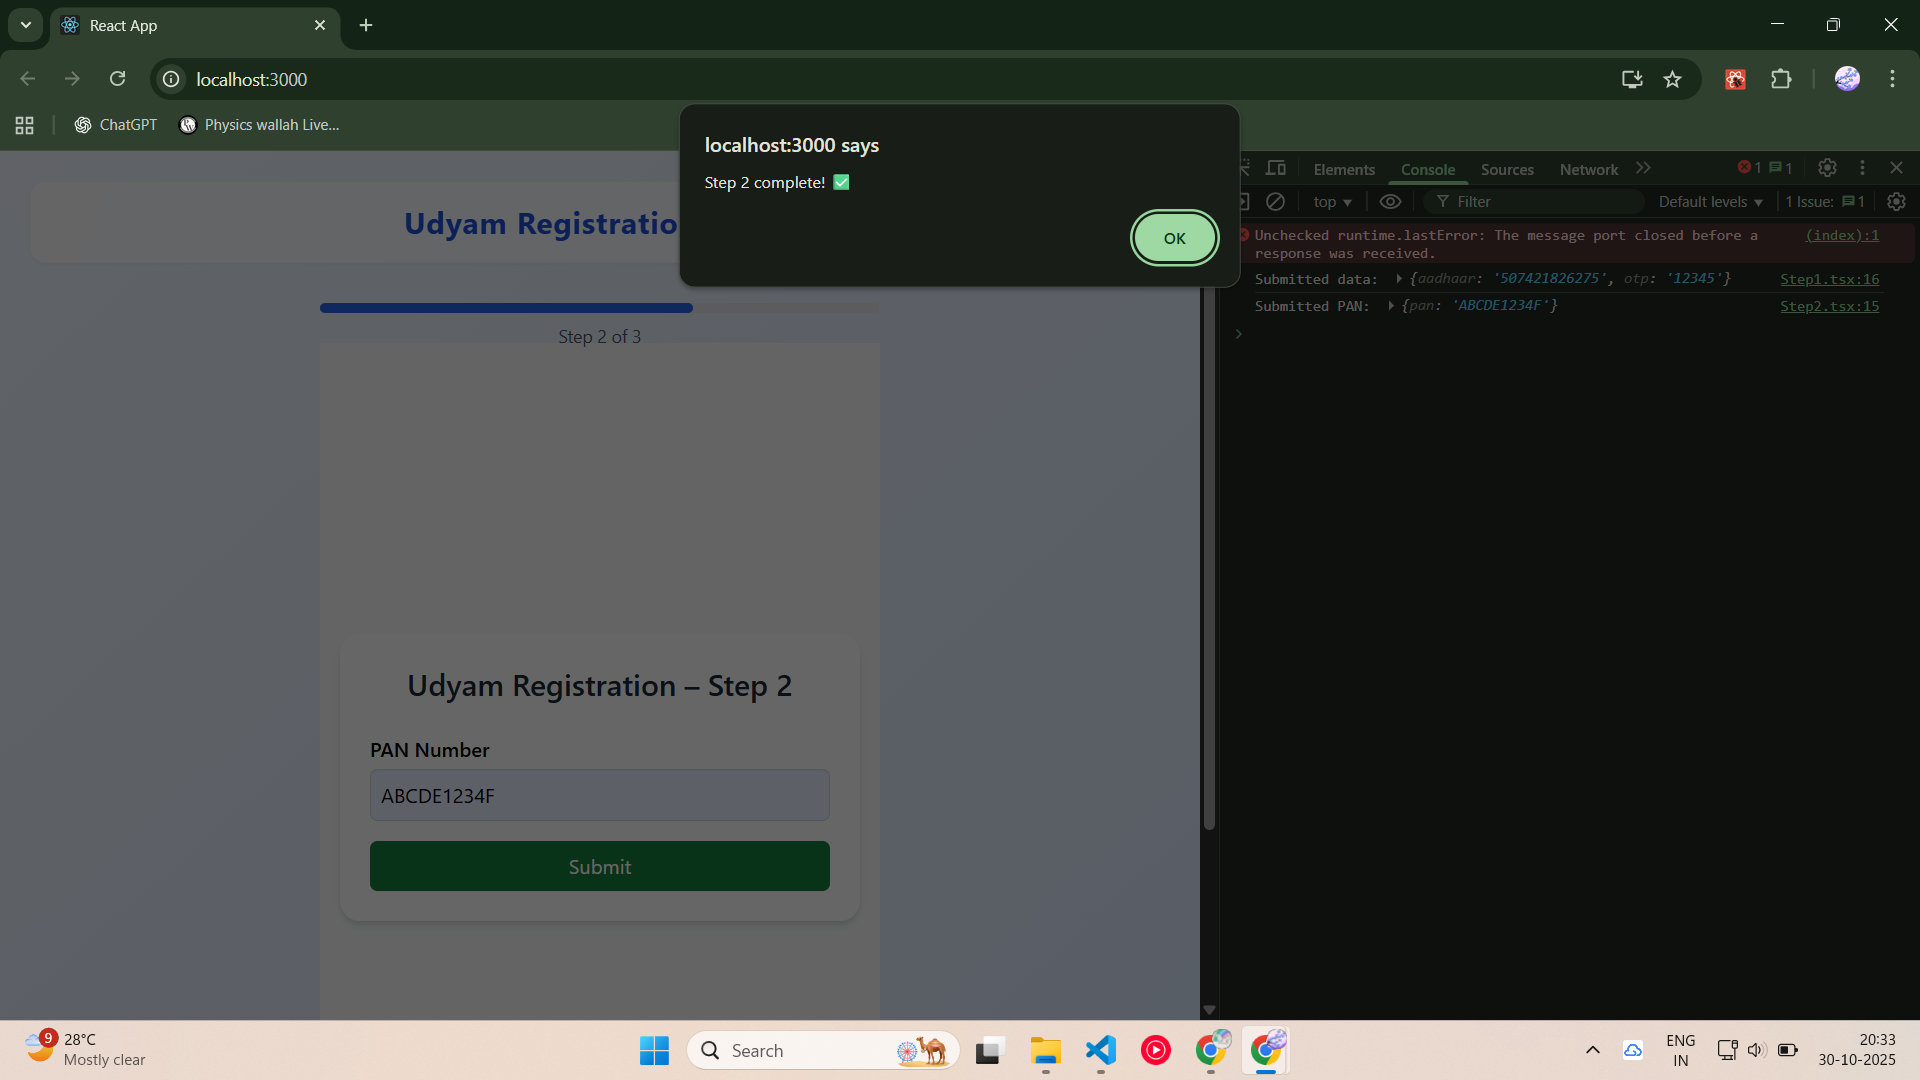 React App
localhost:3000
ChatGPT
Physics wallah Live...
localhost:3000 says
Step 2 complete! ✅
OK
Udyam Registratio
Step 2 of 3
Udyam Registration – Step 2
PAN Number
ABCDE1234F
Submit
Elements Console Sources Network 1 1
top Filter Default levels 1 Issue: 1
Unchecked runtime.lastError: The message port closed before a (index):1
response was received.
Submitted data: {aadhaar: '507421826275', otp: '12345'} Step1.tsx:16
Submitted PAN: {pan: 'ABCDE1234F'} Step2.tsx:15
9
28°C
Mostly clear
Search
ENG
IN
20:33
30-10-2025